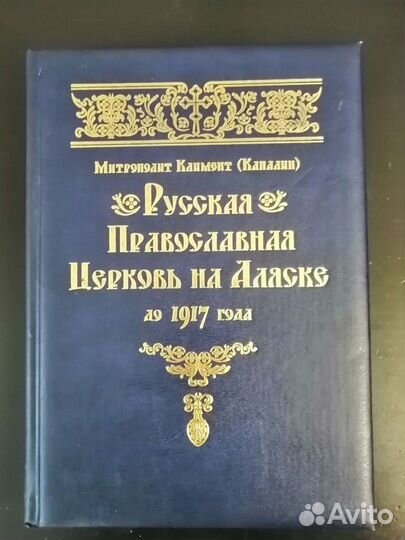 Митрополит Климент (Капалин)
Русская
Православная
Церковь на Аляске
до 1917 года
Avito